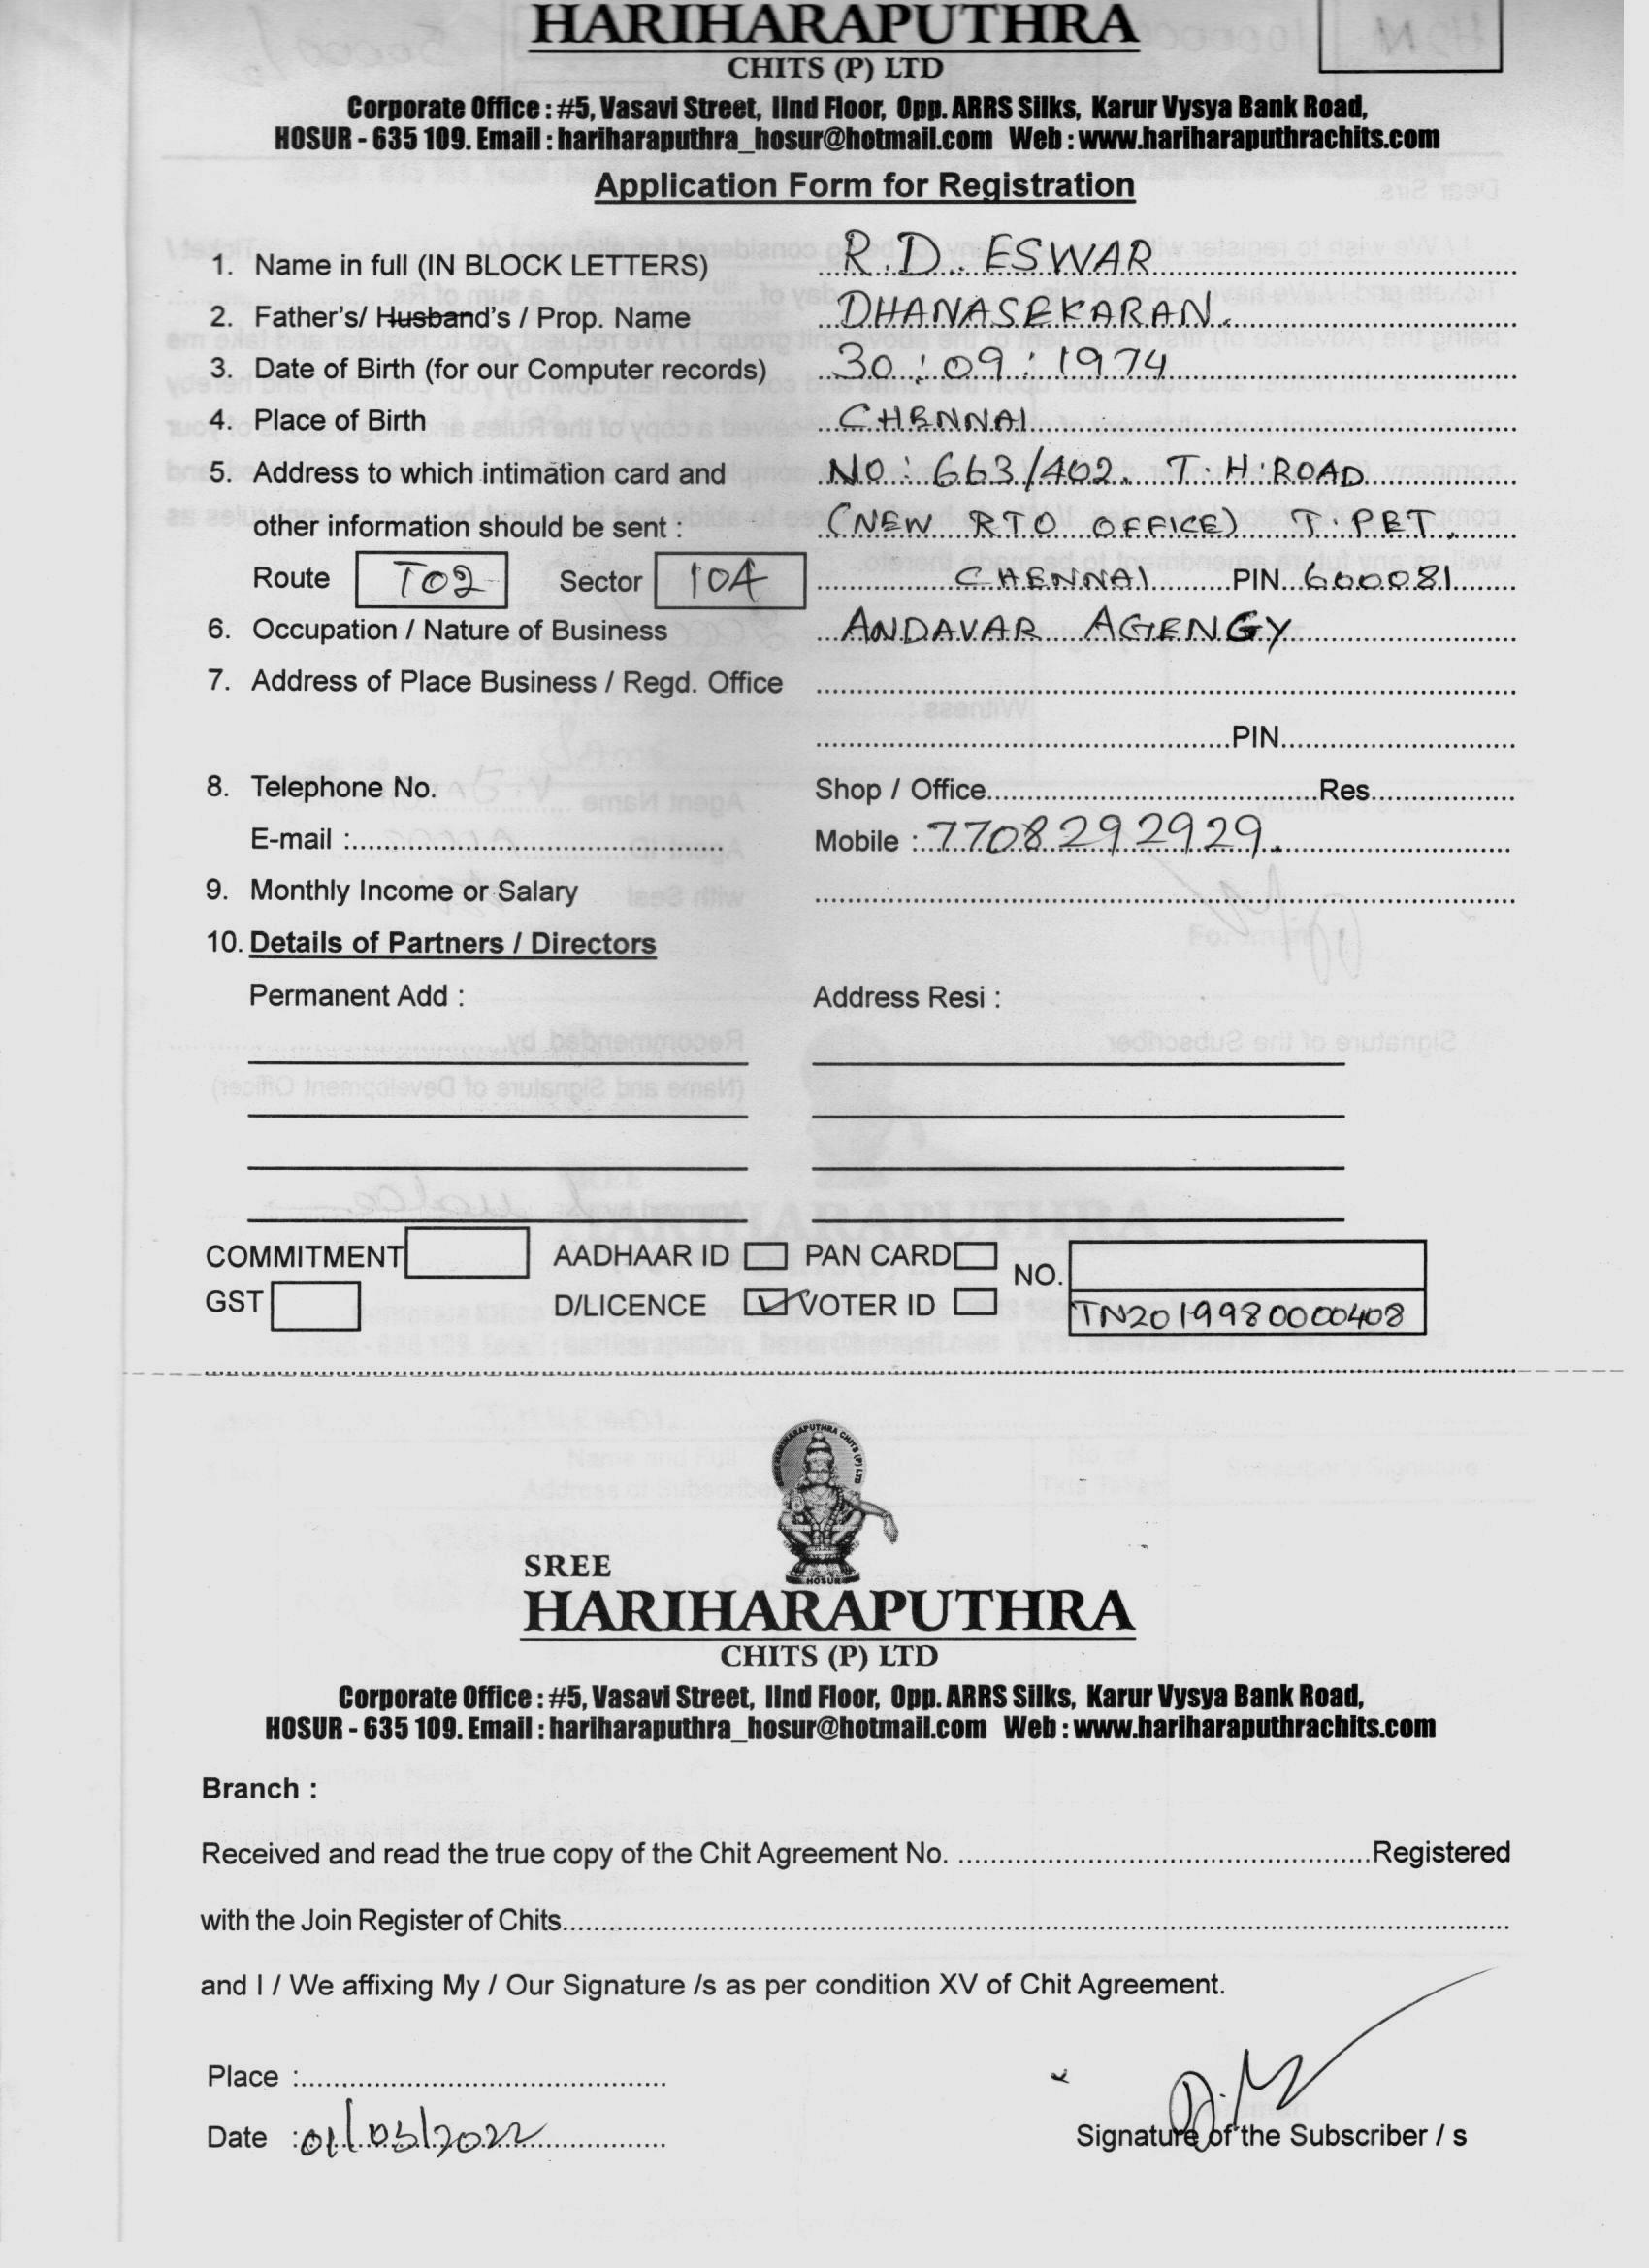 HARIHARAPUTHRA
CHITS (P) LTD
Corporate Office : #5, Vasavi Street, IInd Floor, Opp. ARRS Silks, Karur Vysya Bank Road,
HOSUR - 635 109. Email : hariharaputhra_hosur@hotmail.com Web : www.hariharaputhrachits.com
Application Form for Registration
1. Name in full (IN BLOCK LETTERS) R.D. ESWAR
2. Father's/ Husband's / Prop. Name DHANASEKARAN.
3. Date of Birth (for our Computer records) 30:09:1974
4. Place of Birth CHENNAI
5. Address to which intimation card and NO: 663/402. T.H.ROAD
other information should be sent : (NEW RTO OFFICE) T.PET,
Route T02 Sector 10A CHENNAI PIN 600081
6. Occupation / Nature of Business ANDAVAR AGENGY
7. Address of Place Business / Regd. Office
PIN
8. Telephone No. Shop / Office Res
E-mail : Mobile : 7708292929.
9. Monthly Income or Salary
10. Details of Partners / Directors
Permanent Add : Address Resi :
COMMITMENT AADHAAR ID PAN CARD NO.
GST D/LICENCE ✓ VOTER ID TN2019980000408
HARIHARAPUTHRA CHITS (P) LTD
HOSUR
SREE
HARIHARAPUTHRA
CHITS (P) LTD
Corporate Office : #5, Vasavi Street, IInd Floor, Opp. ARRS Silks, Karur Vysya Bank Road,
HOSUR - 635 109. Email : hariharaputhra_hosur@hotmail.com Web : www.hariharaputhrachits.com
Branch :
Received and read the true copy of the Chit Agreement No. Registered
with the Join Register of Chits
and I / We affixing My / Our Signature /s as per condition XV of Chit Agreement.
Place :
Date : 01/03/2022
Signature of the Subscriber / s